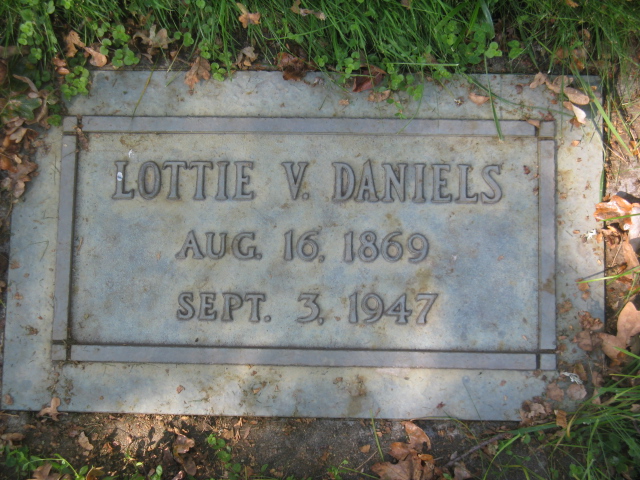 LOTTIE V. DANIELS
AUG. 16, 1869
SEPT. 3, 1947